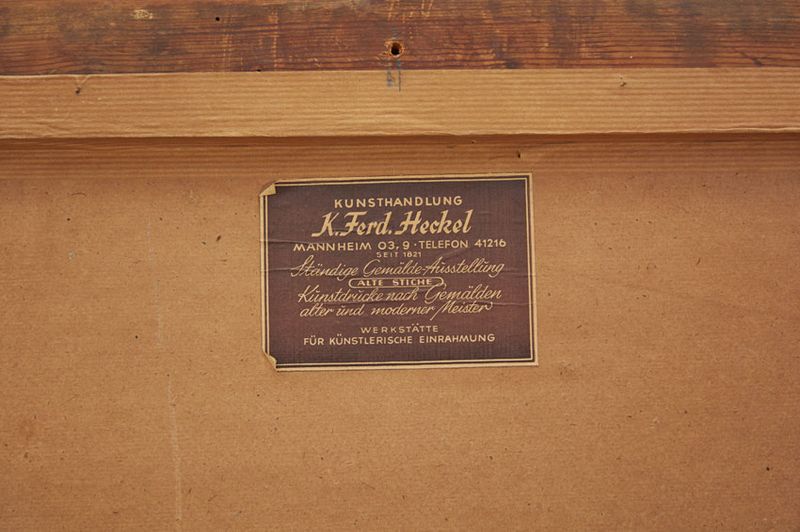 KUNSTHANDLUNG
K. Ferd. Heckel
MANNHEIM O3, 9 · TELEFON 41216
SEIT 1821
Ständige Gemälde-Ausstellung
ALTE STICHE
Kunstdrucke nach Gemälden
alter und moderner Meister
WERKSTÄTTE
FÜR KÜNSTLERISCHE EINRAHMUNG